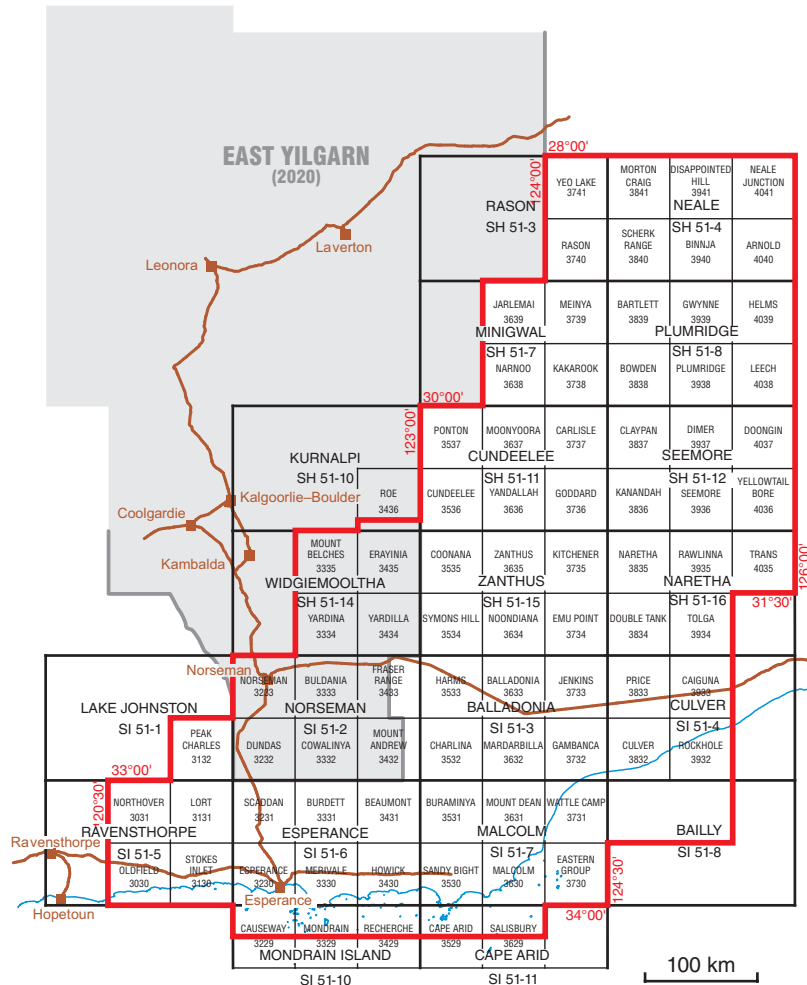 EAST YILGARN
(2020)
28°00'
124°00'
RASON
SH 51-3
YEO LAKE
3741
MORTON
CRAIG
3841
DISAPPOINTED
HILL
3941
NEALE
JUNCTION
4041
NEALE
SH 51-4
RASON
3740
SCHERK
RANGE
3840
BINNJA
3940
ARNOLD
4040
Laverton
Leonora
JARLEMAI
3639
MEINYA
3739
BARTLETT
3839
GWYNNE
3939
HELMS
4039
MINIGWAL
SH 51-7
PLUMRIDGE
SH 51-8
NARNOO
3638
KAKAROOK
3738
BOWDEN
3838
PLUMRIDGE
3938
LEECH
4038
30°00'
123°00'
PONTON
3537
MOONYOORA
3637
CARLISLE
3737
CLAYPAN
3837
DIMER
3937
DOONGIN
4037
KURNALPI
SH 51-10
CUNDEELEE
SH 51-11
SEEMORE
SH 51-12
ROE
3436
CUNDEELEE
3536
YANDALLAH
3636
GODDARD
3736
KANANDAH
3836
SEEMORE
3936
YELLOWTAIL
BORE
4036
Kalgoorlie–Boulder
Coolgardie
Kambalda
MOUNT
BELCHES
3335
ERAYINIA
3435
COONANA
3535
ZANTHUS
3635
KITCHENER
3735
NARETHA
3835
RAWLINNA
3935
TRANS
4035
126°00'
WIDGIEMOOLTHA
SH 51-14
ZANTHUS
SH 51-15
NARETHA
SH 51-16
31°30'
YARDINA
3334
YARDILLA
3434
SYMONS HILL
3534
NOONDIANA
3634
EMU POINT
3734
DOUBLE TANK
3834
TOLGA
3934
Norseman
NORSEMAN
3233
BULDANIA
3333
FRASER
RANGE
3433
HARMS
3533
BALLADONIA
3633
JENKINS
3733
PRICE
3833
CAIGUNA
3933
LAKE JOHNSTON
SI 51-1
NORSEMAN
SI 51-2
BALLADONIA
SI 51-3
CULVER
SI 51-4
PEAK
CHARLES
3132
DUNDAS
3232
COWALINYA
3332
MOUNT
ANDREW
3432
CHARLINA
3532
MARDARBILLA
3632
GAMBANCA
3732
CULVER
3832
ROCKHOLE
3932
33°00'
120°30'
NORTHOVER
3031
LORT
3131
SCADDAN
3231
BURDETT
3331
BEAUMONT
3431
BURAMINYA
3531
MOUNT DEAN
3631
WATTLE CAMP
3731
RAVENSTHORPE
SI 51-5
ESPERANCE
SI 51-6
MALCOLM
SI 51-7
BAILLY
SI 51-8
Ravensthorpe
OLDFIELD
3030
STOKES
INLET
3130
ESPERANCE
3230
MERIVALE
3330
HOWICK
3430
SANDY BIGHT
3530
MALCOLM
3630
EASTERN
GROUP
3730
124°30'
Hopetoun
Esperance
34°00'
CAUSEWAY
3229
MONDRAIN
3329
RECHERCHE
3429
CAPE ARID
3529
SALISBURY
3629
MONDRAIN ISLAND
SI 51-10
CAPE ARID
SI 51-11
100 km